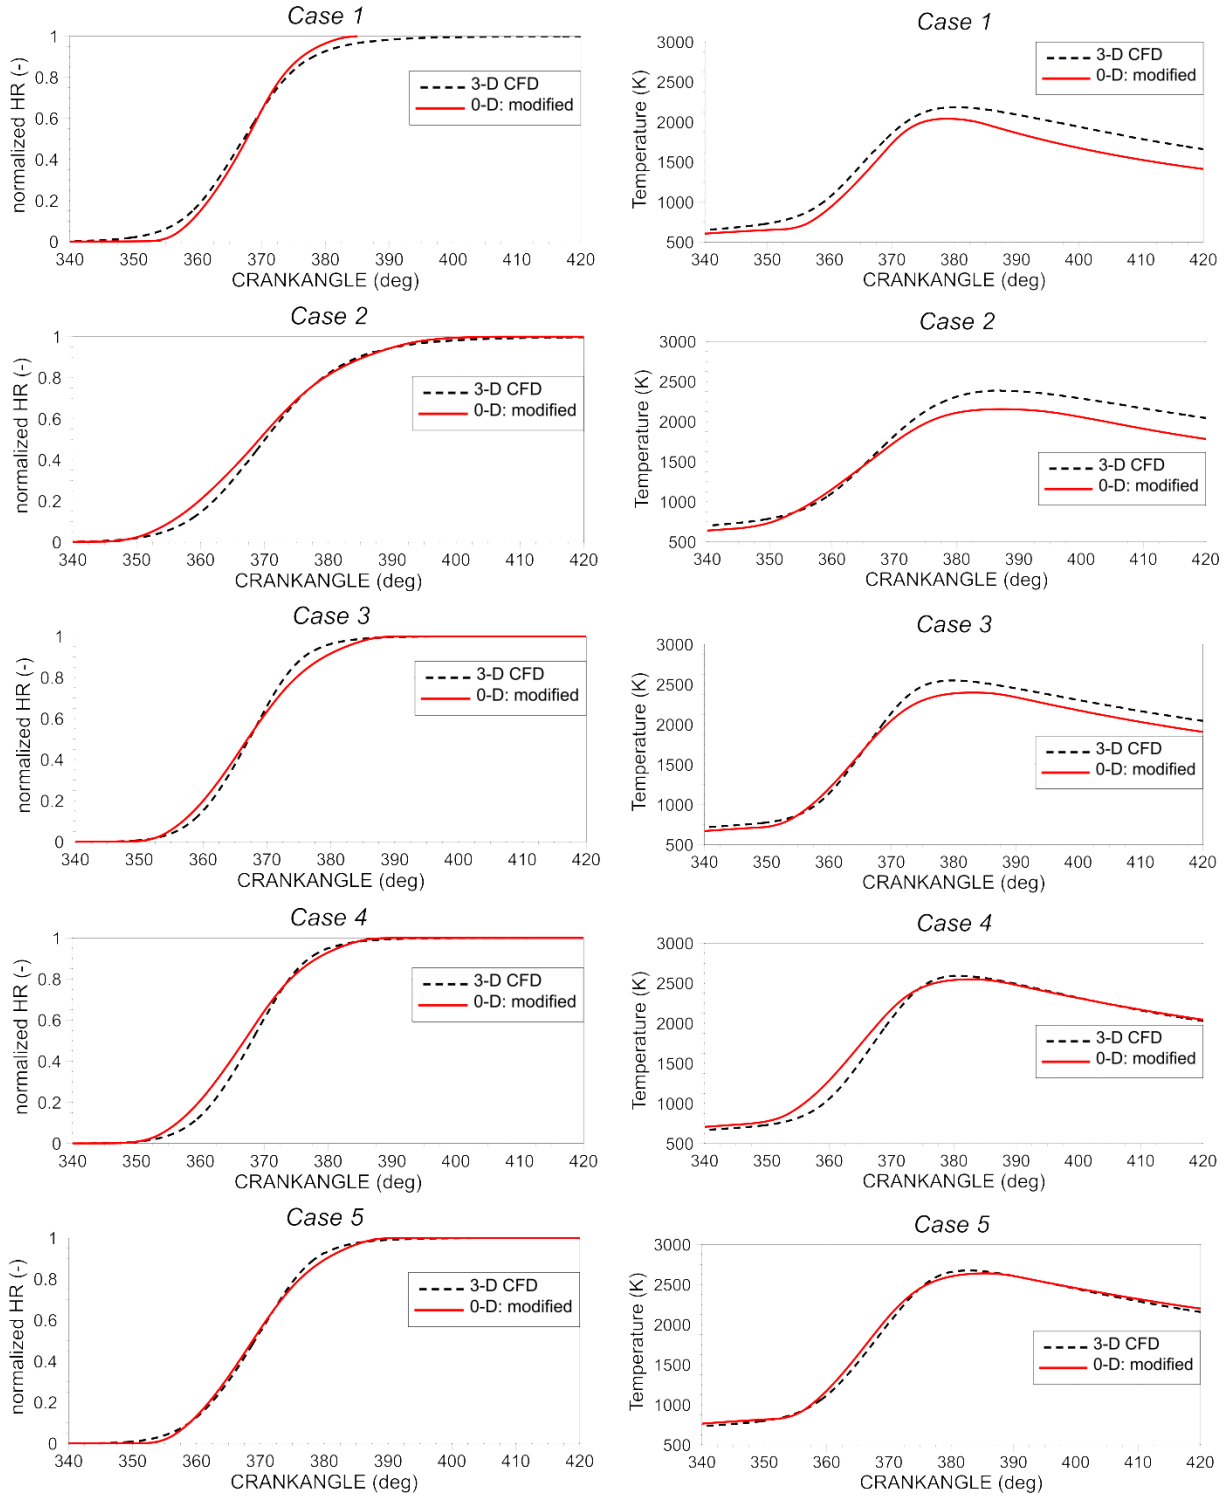 Case 1
normalized HR (-)
1
0.8
0.6
0.4
0.2
0
3-D CFD
0-D: modified
340 350 360 370 380 390 400 410 420
CRANKANGLE (deg)
Case 1
Temperature (K)
3000
2500
2000
1500
1000
500
3-D CFD
0-D: modified
340 350 360 370 380 390 400 410 420
CRANKANGLE (deg)
Case 2
normalized HR (-)
1
0.8
0.6
0.4
0.2
0
3-D CFD
0-D: modified
340 350 360 370 380 390 400 410 420
CRANKANGLE (deg)
Case 2
Temperature (K)
3000
2500
2000
1500
1000
500
3-D CFD
0-D: modified
340 350 360 370 380 390 400 410 420
CRANKANGLE (deg)
Case 3
normalized HR (-)
1
0.8
0.6
0.4
0.2
0
3-D CFD
0-D: modified
340 350 360 370 380 390 400 410 420
CRANKANGLE (deg)
Case 3
Temperature (K)
3000
2500
2000
1500
1000
500
3-D CFD
0-D: modified
340 350 360 370 380 390 400 410 420
CRANKANGLE (deg)
Case 4
normalized HR (-)
1
0.8
0.6
0.4
0.2
0
3-D CFD
0-D: modified
340 350 360 370 380 390 400 410 420
CRANKANGLE (deg)
Case 4
Temperature (K)
3000
2500
2000
1500
1000
500
3-D CFD
0-D: modified
340 350 360 370 380 390 400 410 420
CRANKANGLE (deg)
Case 5
normalized HR (-)
1
0.8
0.6
0.4
0.2
0
3-D CFD
0-D: modified
340 350 360 370 380 390 400 410 420
CRANKANGLE (deg)
Case 5
Temperature (K)
3000
2500
2000
1500
1000
500
3-D CFD
0-D: modified
340 350 360 370 380 390 400 410 420
CRANKANGLE (deg)